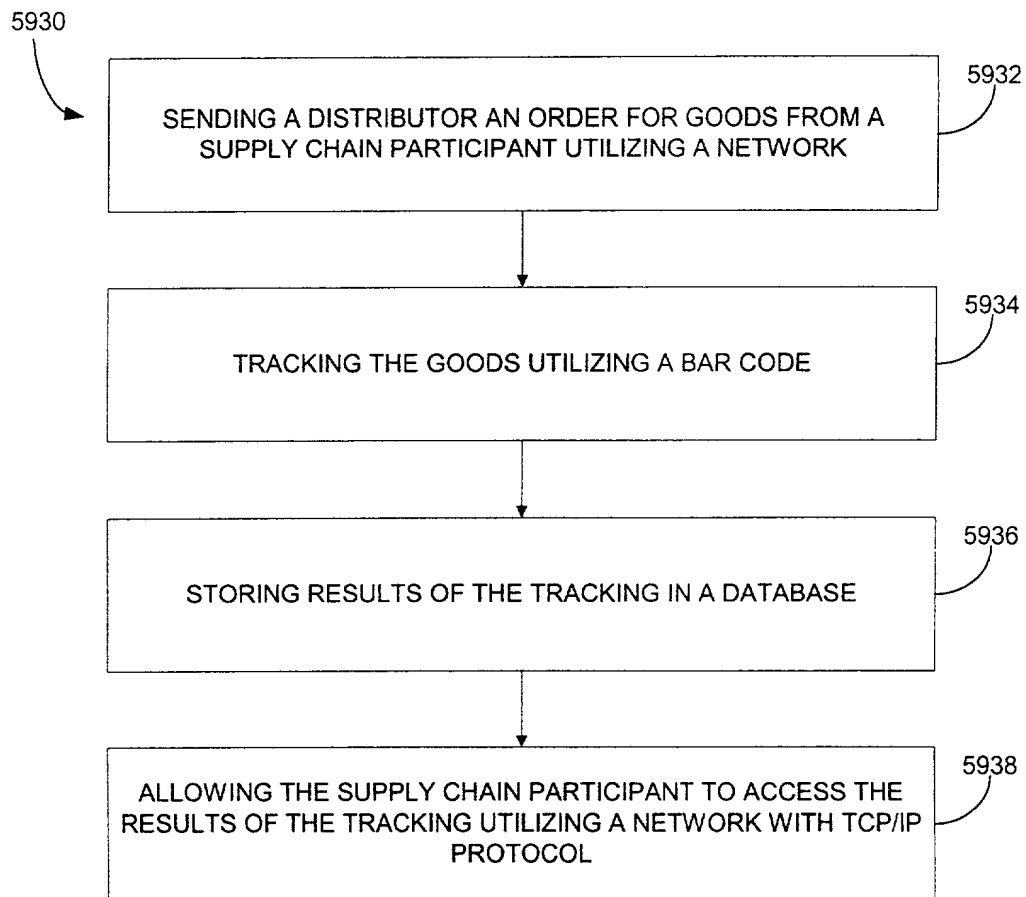 5930
5932
SENDING A DISTRIBUTOR AN ORDER FOR GOODS FROM A
SUPPLY CHAIN PARTICIPANT UTILIZING A NETWORK
5934
TRACKING THE GOODS UTILIZING A BAR CODE
5936
STORING RESULTS OF THE TRACKING IN A DATABASE
5938
ALLOWING THE SUPPLY CHAIN PARTICIPANT TO ACCESS THE
RESULTS OF THE TRACKING UTILIZING A NETWORK WITH TCP/IP
PROTOCOL